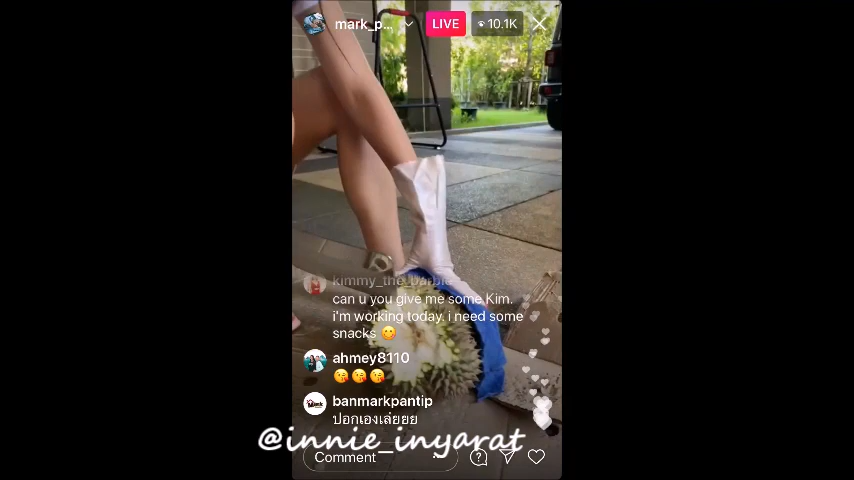 mark_p...
LIVE
10.1K
kimmy_the_barbie
can u you give me some Kim.
i'm working today. i need some
snacks
ahmey8110
banmarkpantip
ปอกเองเล่ยยย
@innie_inyarat
Comment